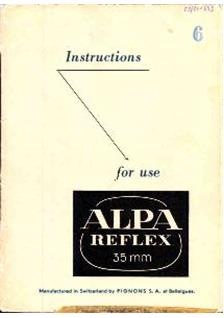 6
Instructions
for use
ALPA
REFLEX
35 mm
Manufactured in Switzerland by PIGNONS S. A. at Ballaigues.